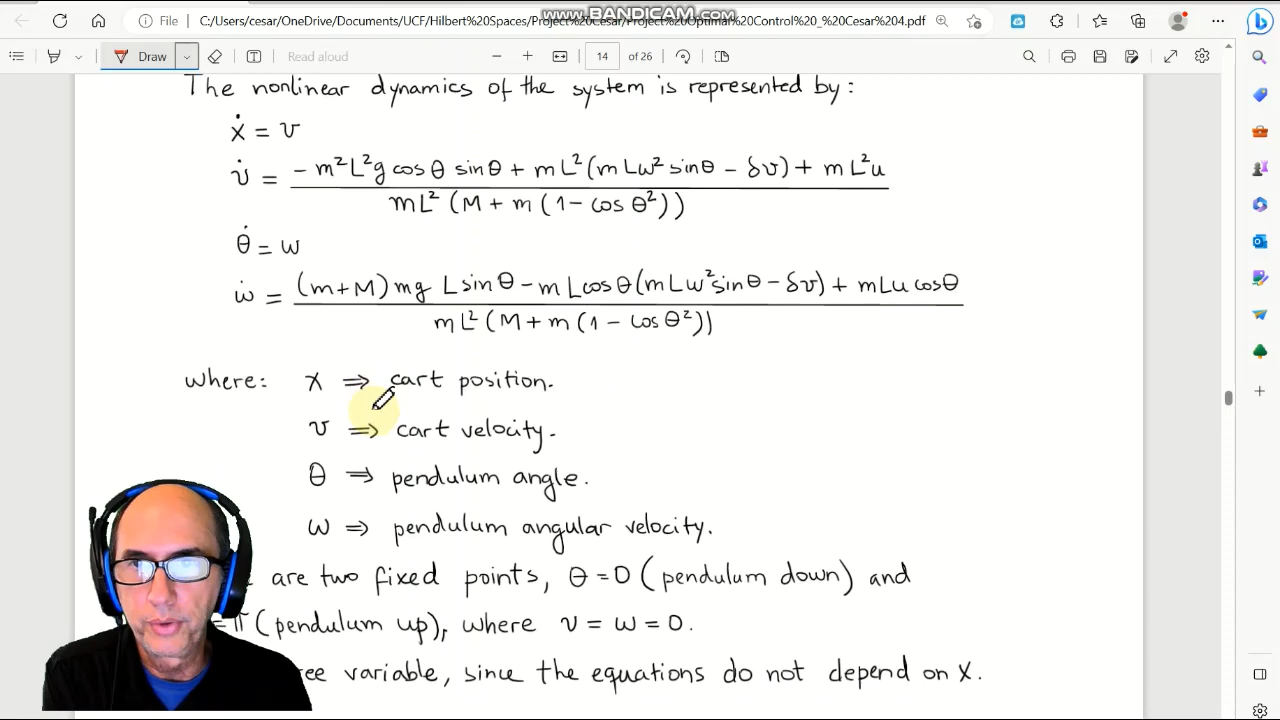 www.BANDICAM.com
File
C:/Users/cesar/OneDrive/Documents/UCF/Hilbert%20Spaces/Project%20Cesar/Project%20Optimal%20Control%20_%20Cesar%204.pdf
Draw
Read aloud
14 of 26
The nonlinear dynamics of the system is represented by:
ẋ = v
v̇ = (- m²L²g cos θ sin θ + mL²(mLω² sin θ - δv) + mL²u) / (mL²(M + m(1 - cos θ²)))
θ̇ = ω
ω̇ = ((m+M)mg L sin θ - mL cos θ(mLω² sin θ - δv) + mLu cos θ) / (mL²(M + m(1 - cos θ²)))
where: x ⇒ cart position.
v ⇒ cart velocity.
θ ⇒ pendulum angle.
ω ⇒ pendulum angular velocity.
are two fixed points, θ = 0 (pendulum down) and
= π (pendulum up), where v = ω = 0.
variable, since the equations do not depend on x.